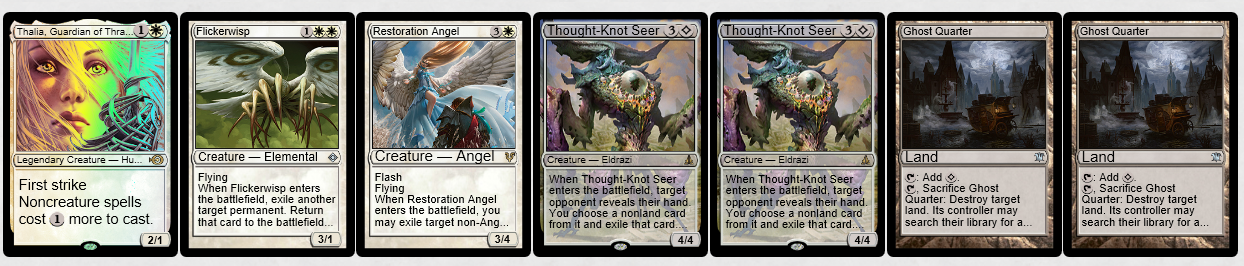 Thalia, Guardian of Thra... 1
Legendary Creature — Hu...
First strike
Noncreature spells
cost 1 more to cast.
2/1
Flickerwisp 1
Creature — Elemental
Flying
When Flickerwisp enters
the battlefield, exile another
target permanent. Return
that card to the battlefield...
3/1
Restoration Angel 3
Creature — Angel
Flash
Flying
When Restoration Angel
enters the battlefield, you
may exile target non-Ang...
3/4
Thought-Knot Seer 3
Creature — Eldrazi
When Thought-Knot Seer
enters the battlefield, target
opponent reveals their hand.
You choose a nonland card
from it and exile that card...
4/4
Thought-Knot Seer 3
Creature — Eldrazi
When Thought-Knot Seer
enters the battlefield, target
opponent reveals their hand.
You choose a nonland card
from it and exile that card...
4/4
Ghost Quarter
Land
: Add .
, Sacrifice Ghost
Quarter: Destroy target
land. Its controller may
search their library for a...
Ghost Quarter
Land
: Add .
, Sacrifice Ghost
Quarter: Destroy target
land. Its controller may
search their library for a...